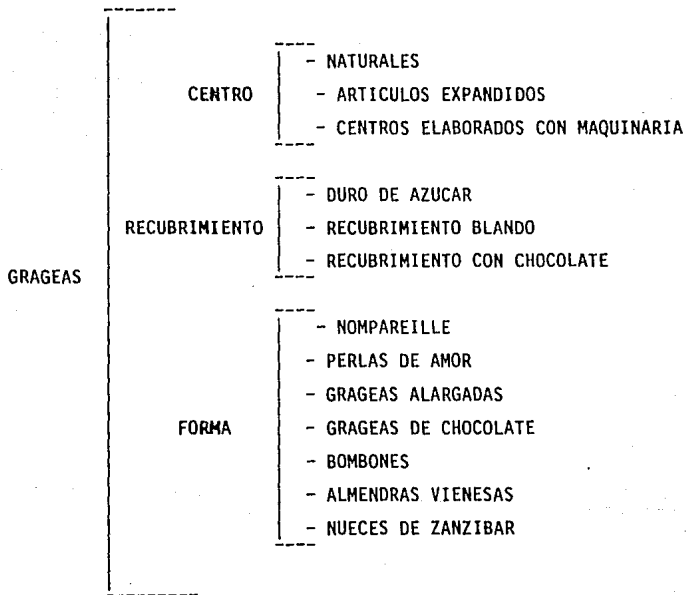 - NATURALES
CENTRO - ARTICULOS EXPANDIDOS
- CENTROS ELABORADOS CON MAQUINARIA
- DURO DE AZUCAR
RECUBRIMIENTO - RECUBRIMIENTO BLANDO
- RECUBRIMIENTO CON CHOCOLATE
GRAGEAS
- NOMPAREILLE
- PERLAS DE AMOR
- GRAGEAS ALARGADAS
FORMA - GRAGEAS DE CHOCOLATE
- BOMBONES
- ALMENDRAS VIENESAS
- NUECES DE ZANZIBAR